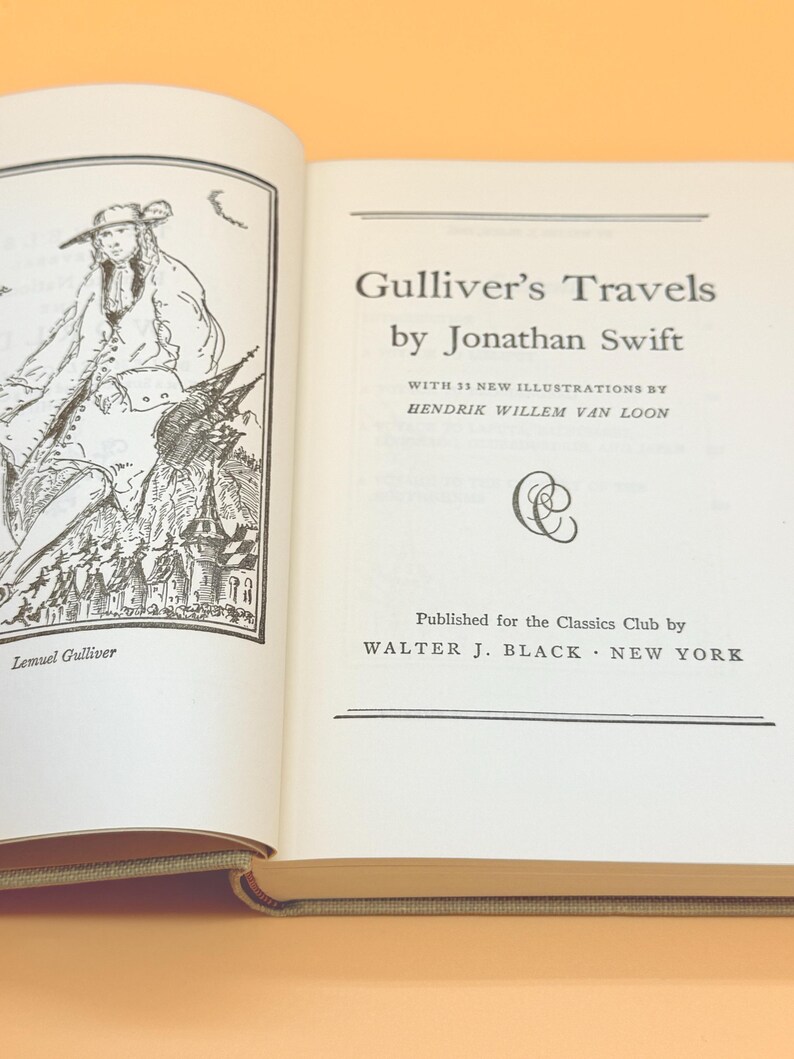 Lemuel Gulliver
Gulliver's Travels
by Jonathan Swift
WITH 33 NEW ILLUSTRATIONS BY
HENDRIK WILLEM VAN LOON
Published for the Classics Club by
WALTER J. BLACK · NEW YORK